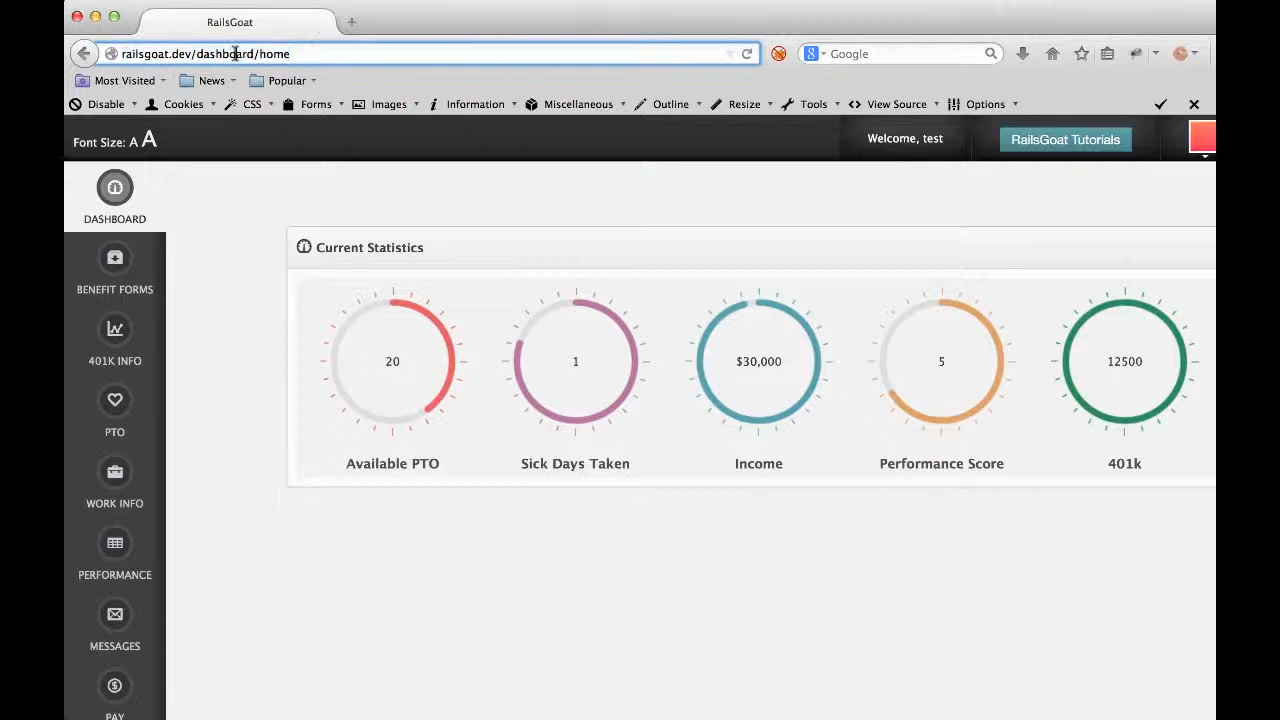 RailsGoat
railsgoat.dev/dashboard/home
Google
Most Visited
News
Popular
Disable
Cookies
CSS
Forms
Images
Information
Miscellaneous
Outline
Resize
Tools
View Source
Options
Font Size: A A
Welcome, test
RailsGoat Tutorials
DASHBOARD
BENEFIT FORMS
401K INFO
PTO
WORK INFO
PERFORMANCE
MESSAGES
PAY
Current Statistics
20
1
$30,000
5
12500
Available PTO
Sick Days Taken
Income
Performance Score
401k